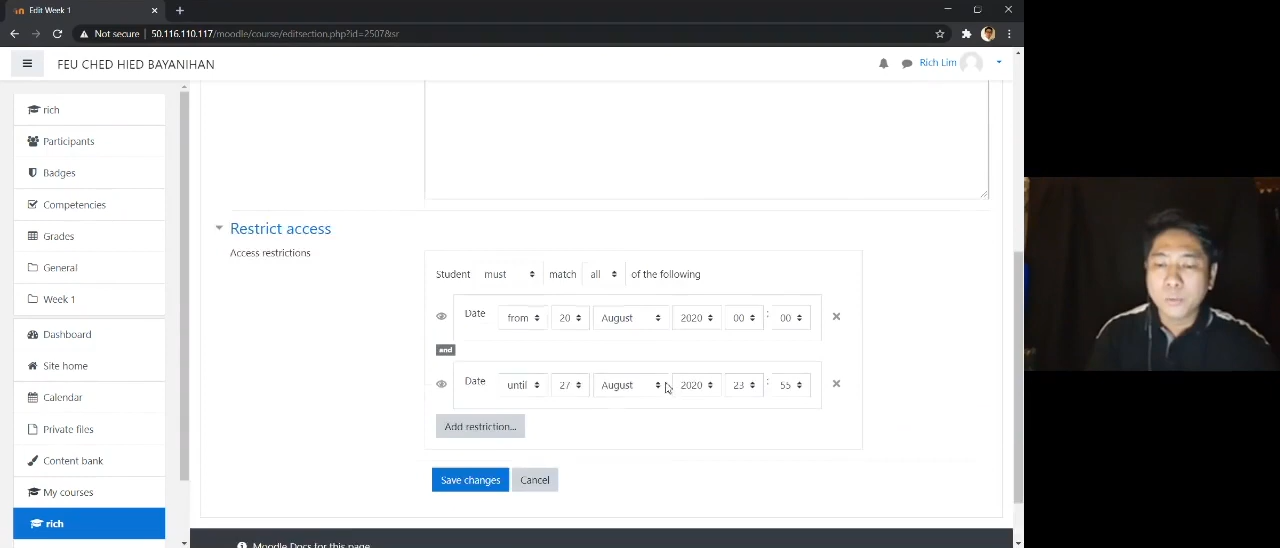 Edit Week 1
Not secure 50.116.110.117/moodle/course/editsection.php?id=2507&sr
FEU CHED HIED BAYANIHAN
Rich Lim
rich
Participants
Badges
Competencies
Grades
General
Week 1
Dashboard
Site home
Calendar
Private files
Content bank
My courses
rich
Restrict access
Access restrictions
Student must match all of the following
Date from 20 August 2020 00 : 00
and
Date until 27 August 2020 23 : 55
Add restriction...
Save changes Cancel
Moodle Docs for this page